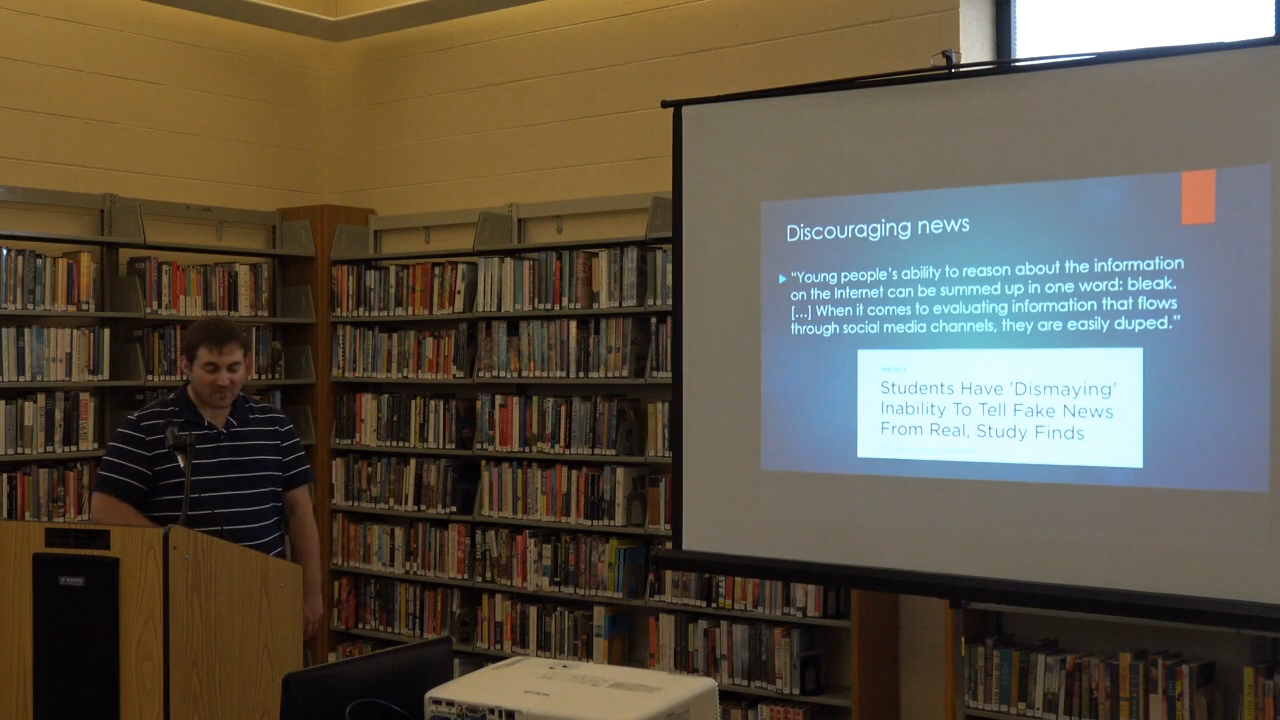 Discouraging news
“Young people’s ability to reason about the information
on the Internet can be summed up in one word: bleak.
[...] When it comes to evaluating information that flows
through social media channels, they are easily duped.”
Students Have 'Dismaying'
Inability To Tell Fake News
From Real, Study Finds